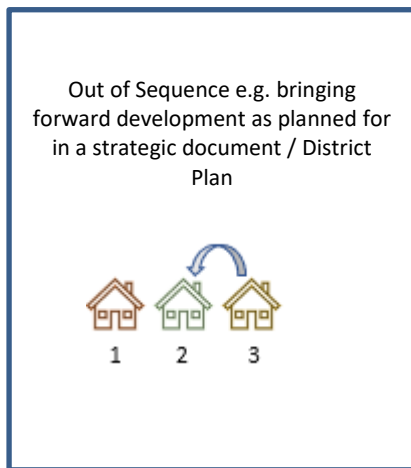 Out of Sequence e.g. bringing
forward development as planned for
in a strategic document / District
Plan
1 2 3